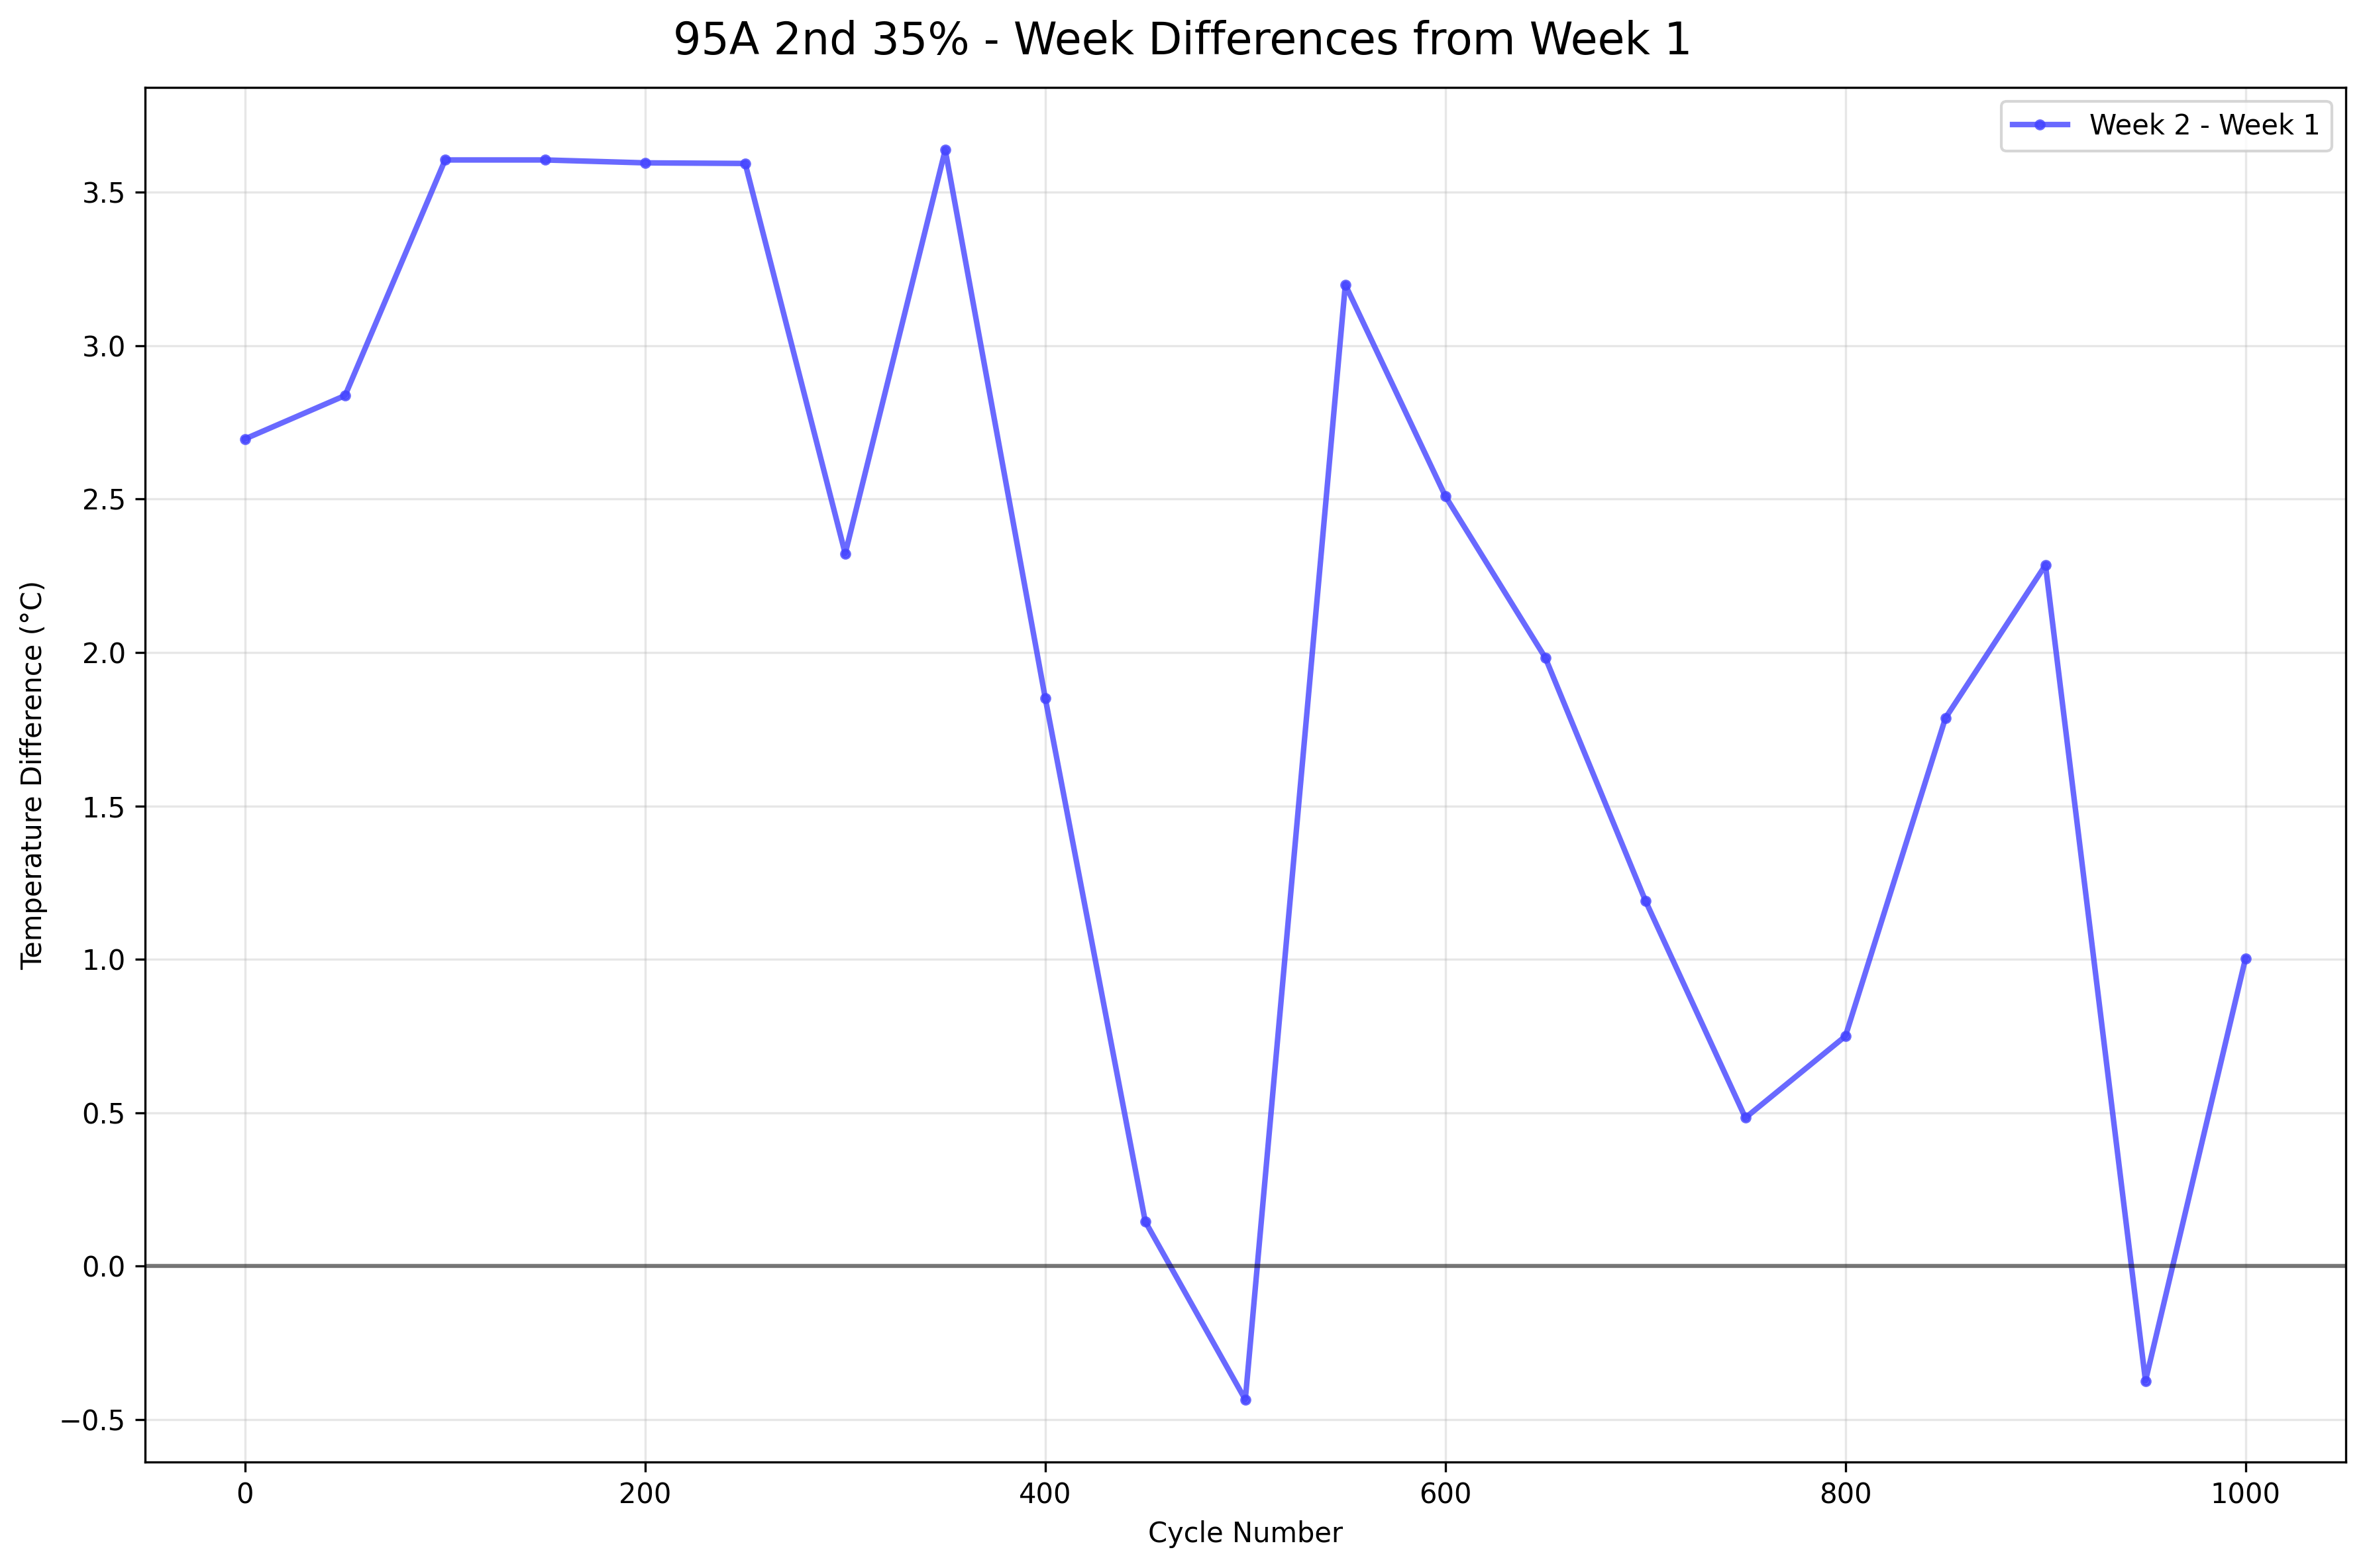 95A 2nd 35% - Week Differences from Week 1
Week 2 - Week 1
Temperature Difference (°C)
3.5
3.0
2.5
2.0
1.5
1.0
0.5
0.0
−0.5
0 200 400 600 800 1000
Cycle Number